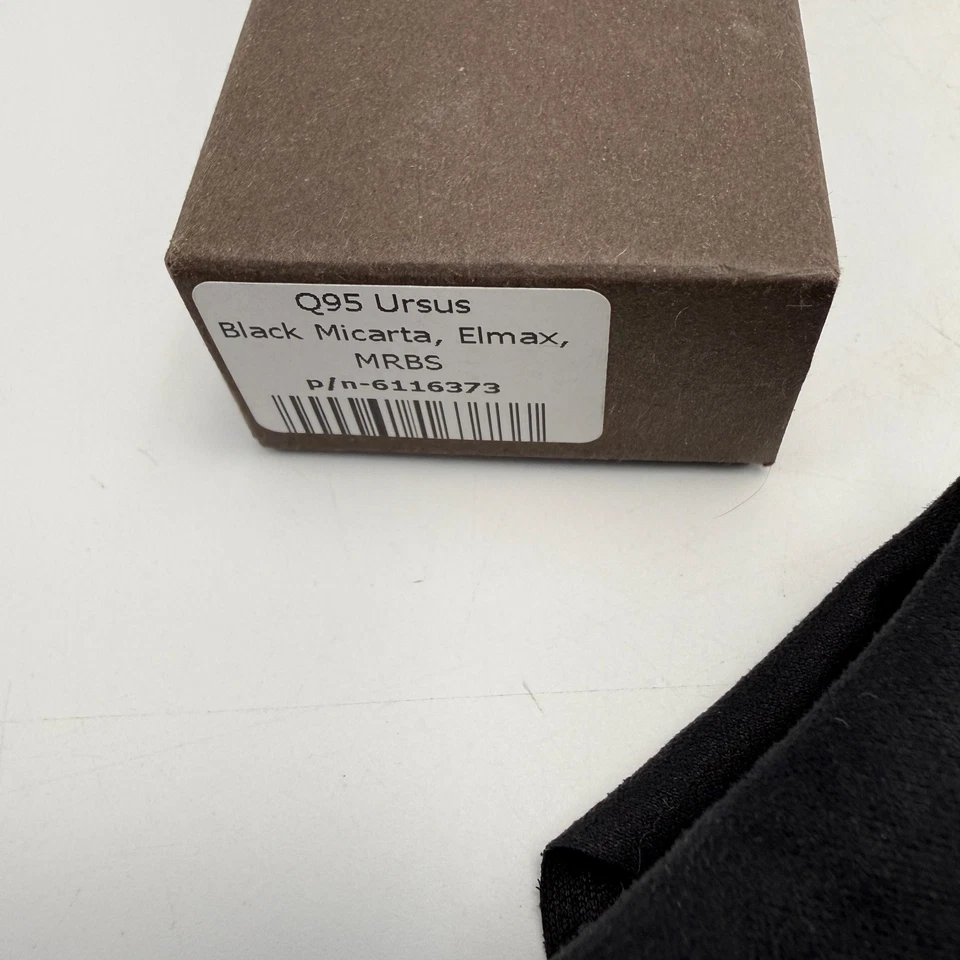 Q95 Ursus
Black Micarta, Elmax,
MRBS
p/n-6116373